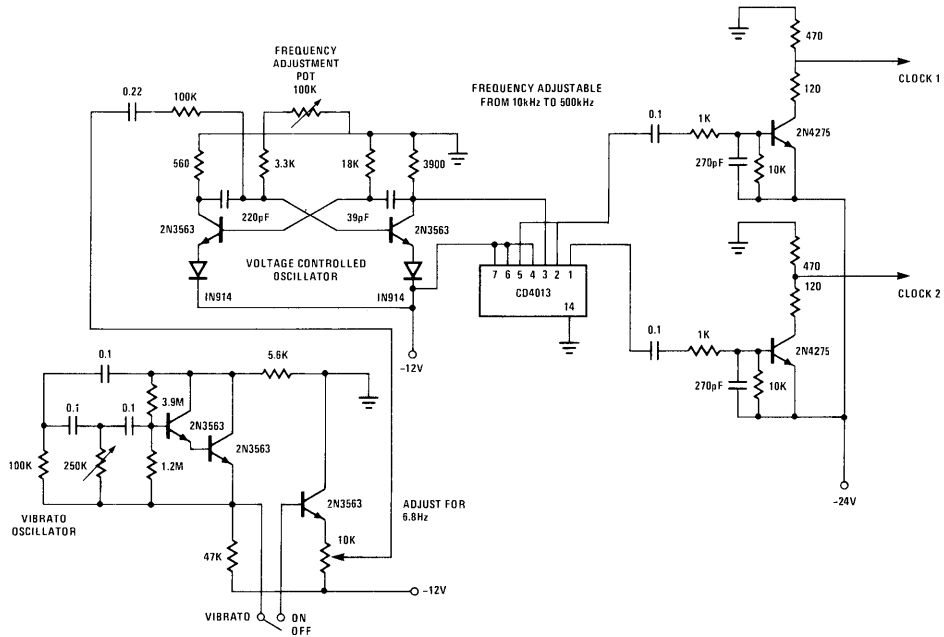 470
CLOCK 1
FREQUENCY
ADJUSTMENT
POT
100K
FREQUENCY ADJUSTABLE
FROM 10kHz TO 500kHz
120
0.22
100K
0.1
1K
2N4275
560
3.3K
18K
3900
270pF
10K
220pF
39pF
2N3563
2N3563
VOLTAGE CONTROLLED
OSCILLATOR
470
7 6 5 4 3 2 1
CD4013
14
120
CLOCK 2
IN914
IN914
0.1
1K
2N4275
-12V
0.1
5.6K
270pF
10K
3.9M
0.1
0.1
2N3563
2N3563
100K
250K
1.2M
-24V
VIBRATO
OSCILLATOR
2N3563
ADJUST FOR
6.8Hz
47K
10K
-12V
VIBRATO
ON
OFF